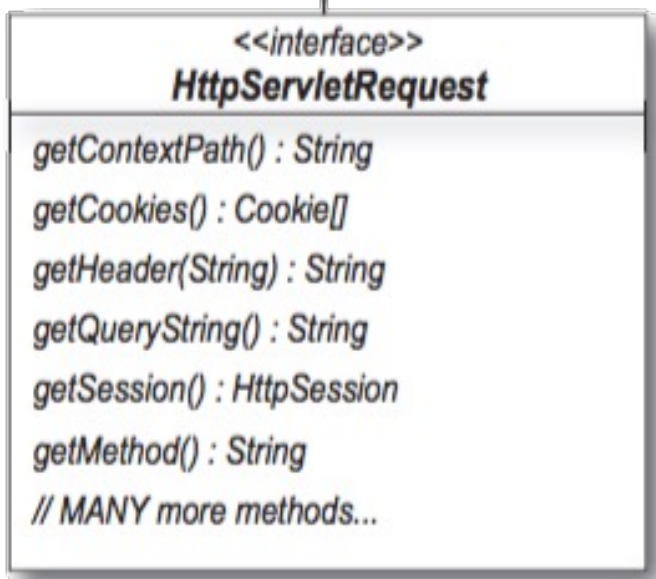 <<interface>>
HttpServletRequest
getContextPath() : String
getCookies() : Cookie[]
getHeader(String) : String
getQueryString() : String
getSession() : HttpSession
getMethod() : String
// MANY more methods...